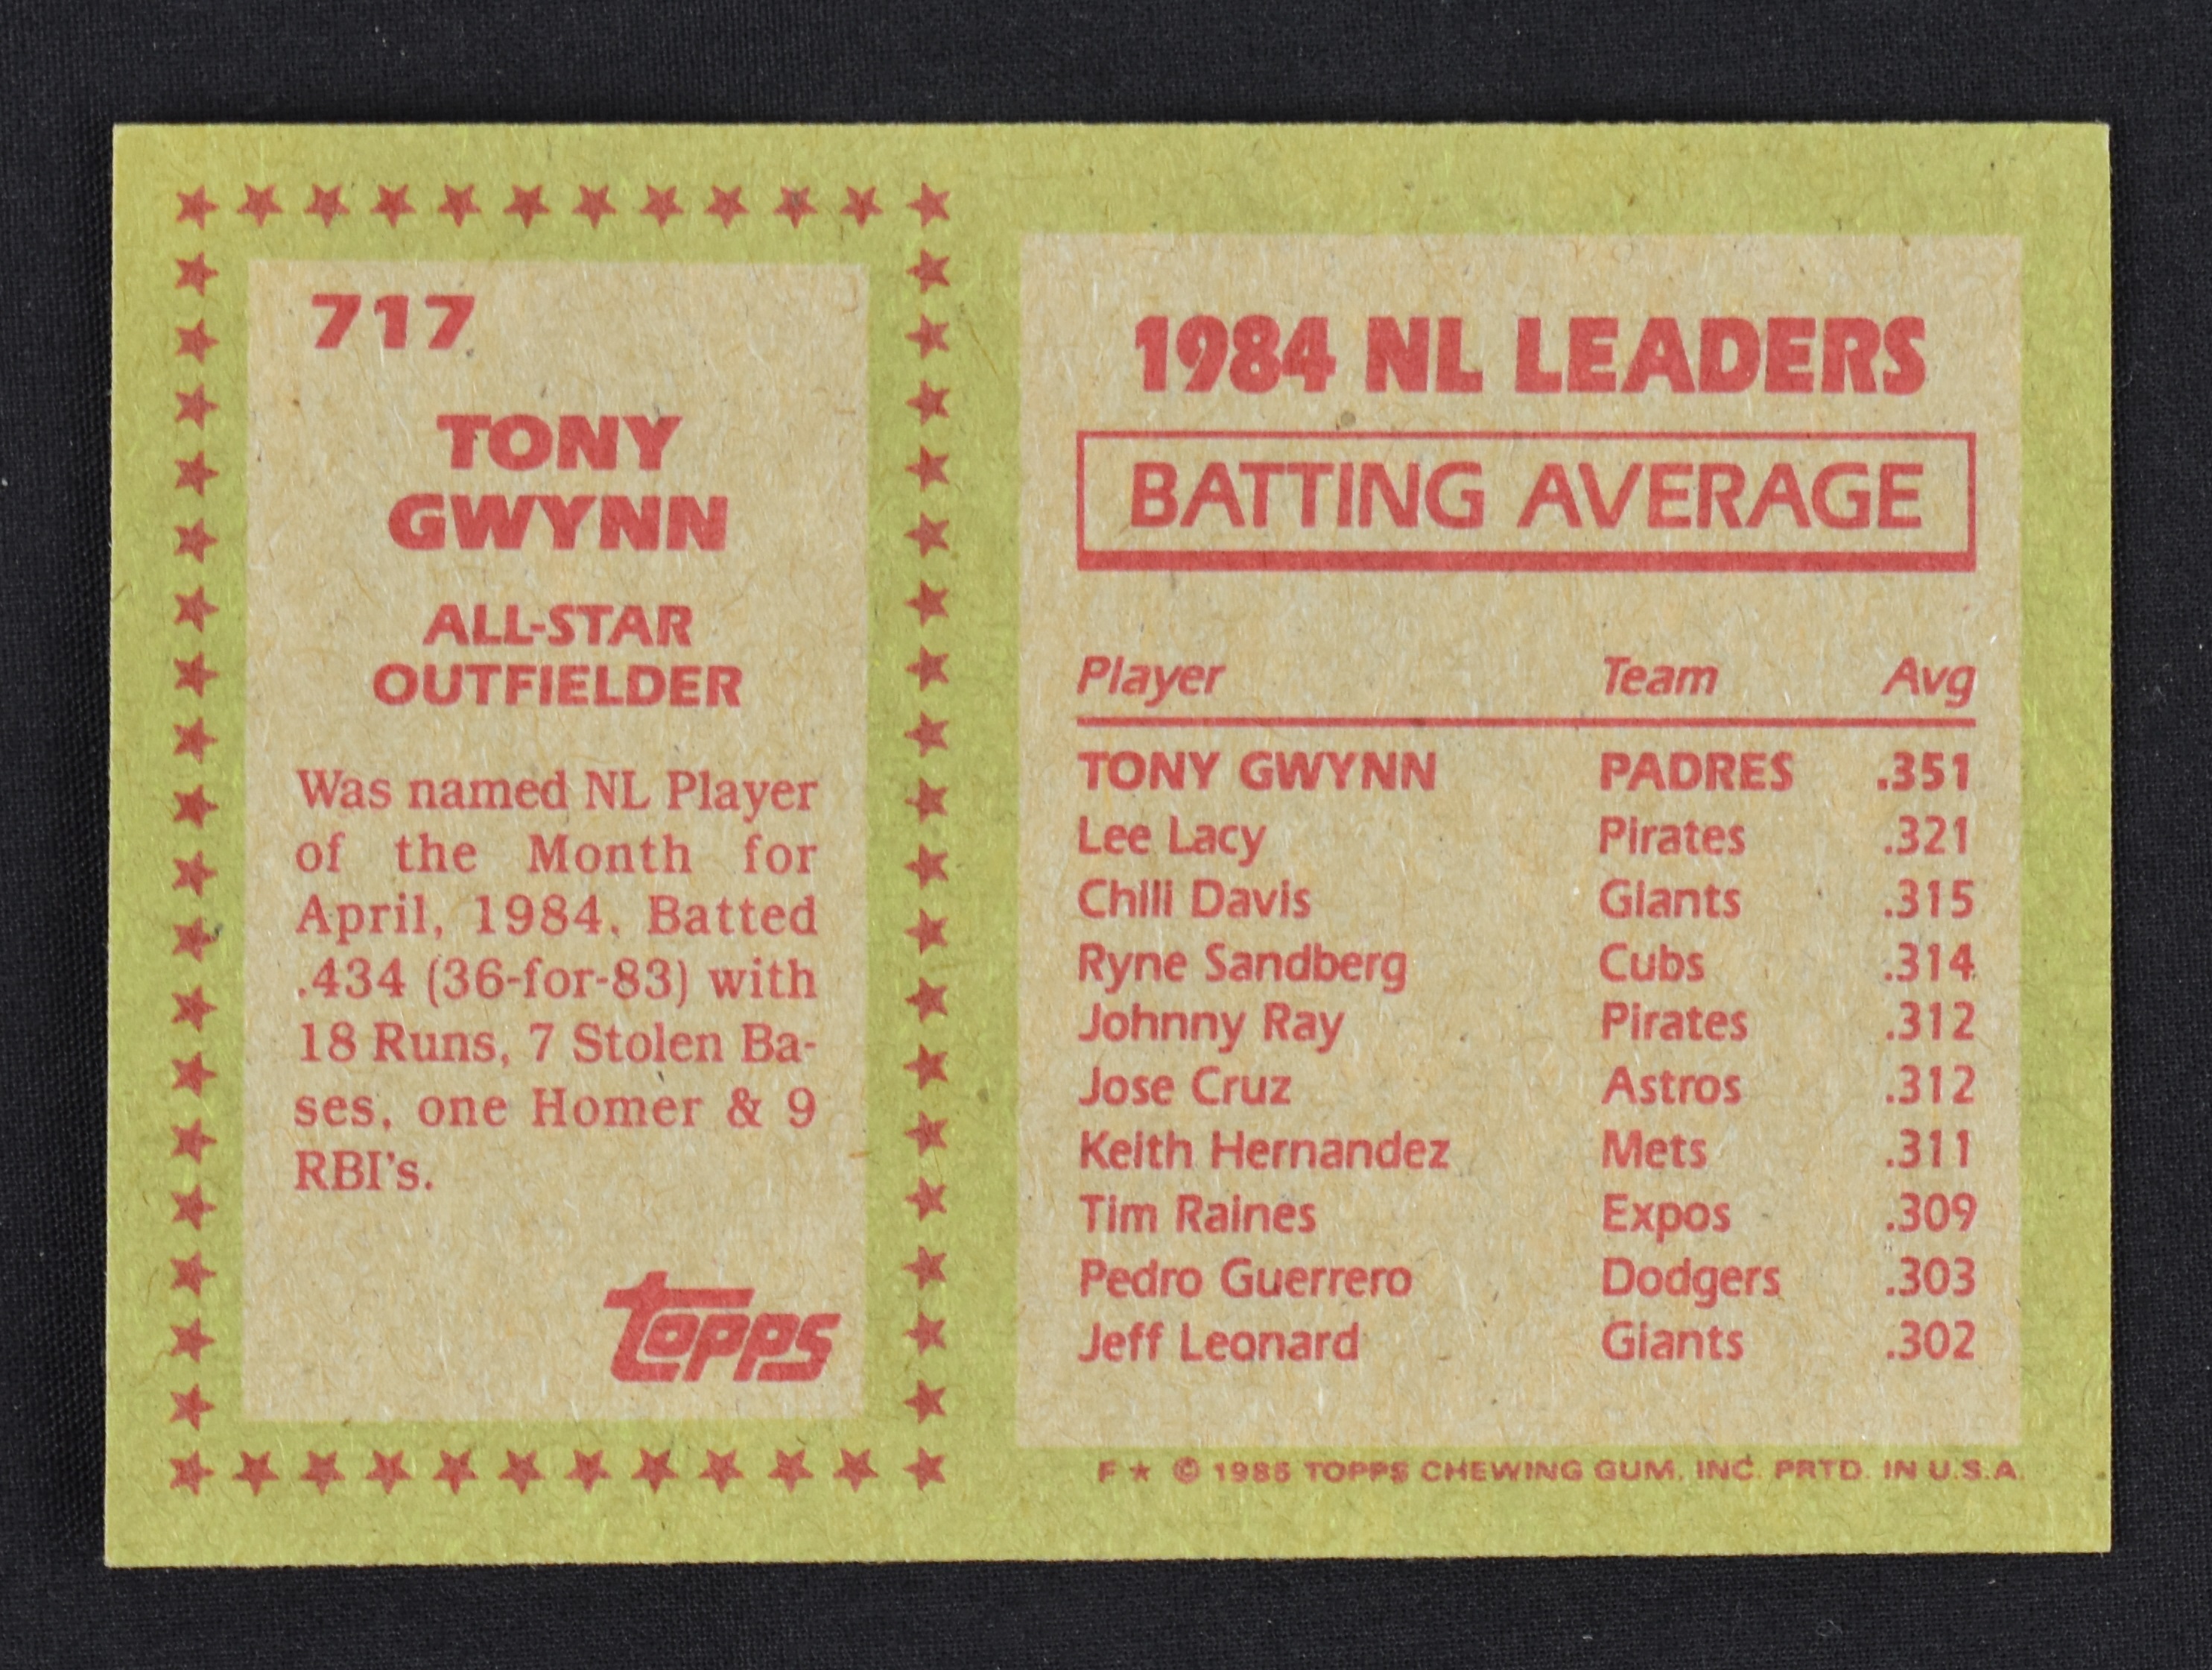 717
TONY
GWYNN
ALL-STAR
OUTFIELDER
Was named NL Player
of the Month for
April, 1984. Batted
.434 (36-for-83) with
18 Runs, 7 Stolen Ba-
ses, one Homer & 9
RBI's.
topps
1984 NL LEADERS
BATTING AVERAGE
Player Team Avg
TONY GWYNN PADRES .351
Lee Lacy Pirates .321
Chili Davis Giants .315
Ryne Sandberg Cubs .314
Johnny Ray Pirates .312
Jose Cruz Astros .312
Keith Hernandez Mets .311
Tim Raines Expos .309
Pedro Guerrero Dodgers .303
Jeff Leonard Giants .302
F★ © 1985 TOPPS CHEWING GUM, INC. PRTD. IN U.S.A.